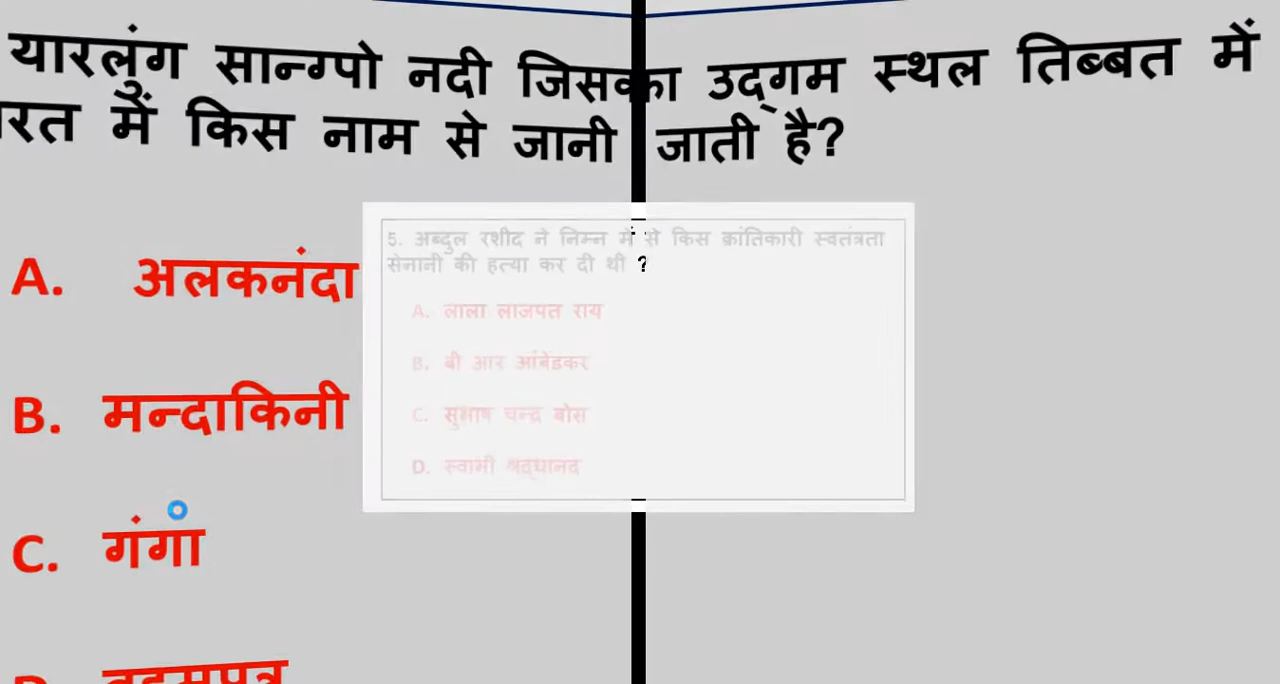 यारलुंग सान्ग्पो नदी जिसका उद्गम स्थल तिब्बत में
में किस नाम से जानी जाती है?
A. अलकनंदा
B. मन्दाकिनी
C. गंगा
5. अब्दुल रशीद ने निम्न में से किस क्रांतिकारी स्वतंत्रता
सेनानी की हत्या कर दी थी ?
A. लाला लाजपत राय
B. बी आर आंबेडकर
C. सुभाष चन्द्र बोस
D. स्वामी श्रद्धानंद